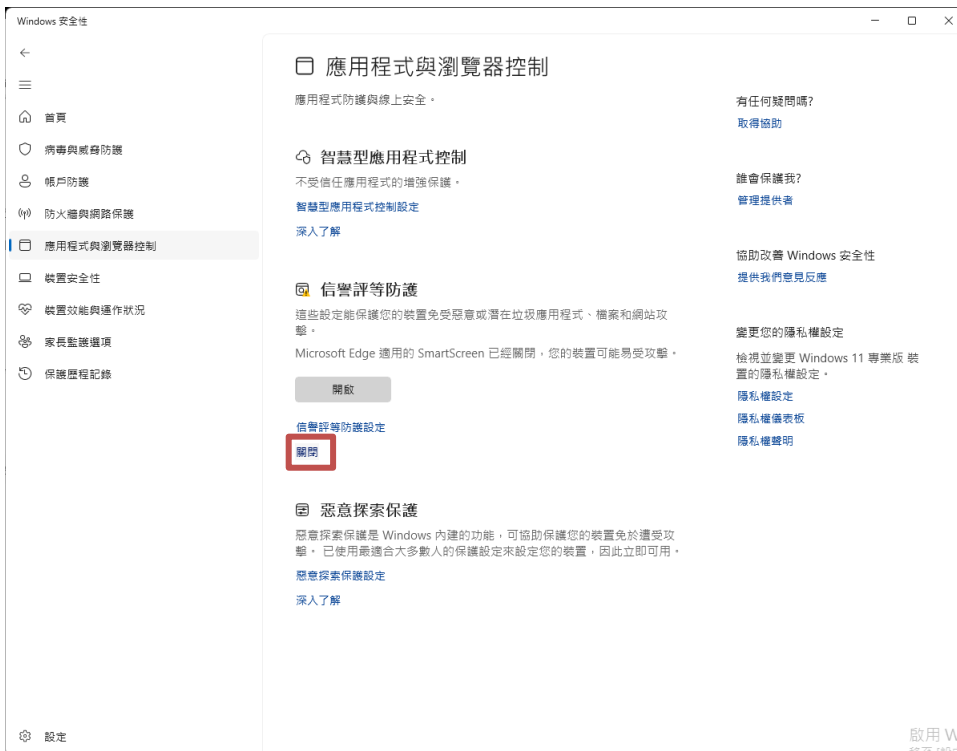 Windows 安全性
首頁
病毒與威脅防護
帳戶防護
防火牆與網路保護
應用程式與瀏覽器控制
裝置安全性
裝置效能與運作狀況
家長監護選項
保護歷程記錄
設定
應用程式與瀏覽器控制
應用程式防護與線上安全。
智慧型應用程式控制
不受信任應用程式的增強保護。
智慧型應用程式控制設定
深入了解
信譽評等防護
這些設定能保護您的裝置免受惡意或潛在垃圾應用程式、檔案和網站攻
擊。
Microsoft Edge 適用的 SmartScreen 已經關閉，您的裝置可能易受攻擊。
開啟
信譽評等防護設定
關閉
惡意探索保護
惡意探索保護是 Windows 內建的功能，可協助保護您的裝置免於遭受攻
擊。 已使用最適合大多數人的保護設定來設定您的裝置，因此立即可用。
惡意探索保護設定
深入了解
有任何疑問嗎?
取得協助
誰會保護我?
管理提供者
協助改善 Windows 安全性
提供我們意見反應
變更您的隱私權設定
檢視並變更 Windows 11 專業版 裝
置的隱私權設定。
隱私權設定
隱私權儀表板
隱私權聲明
啟用 W